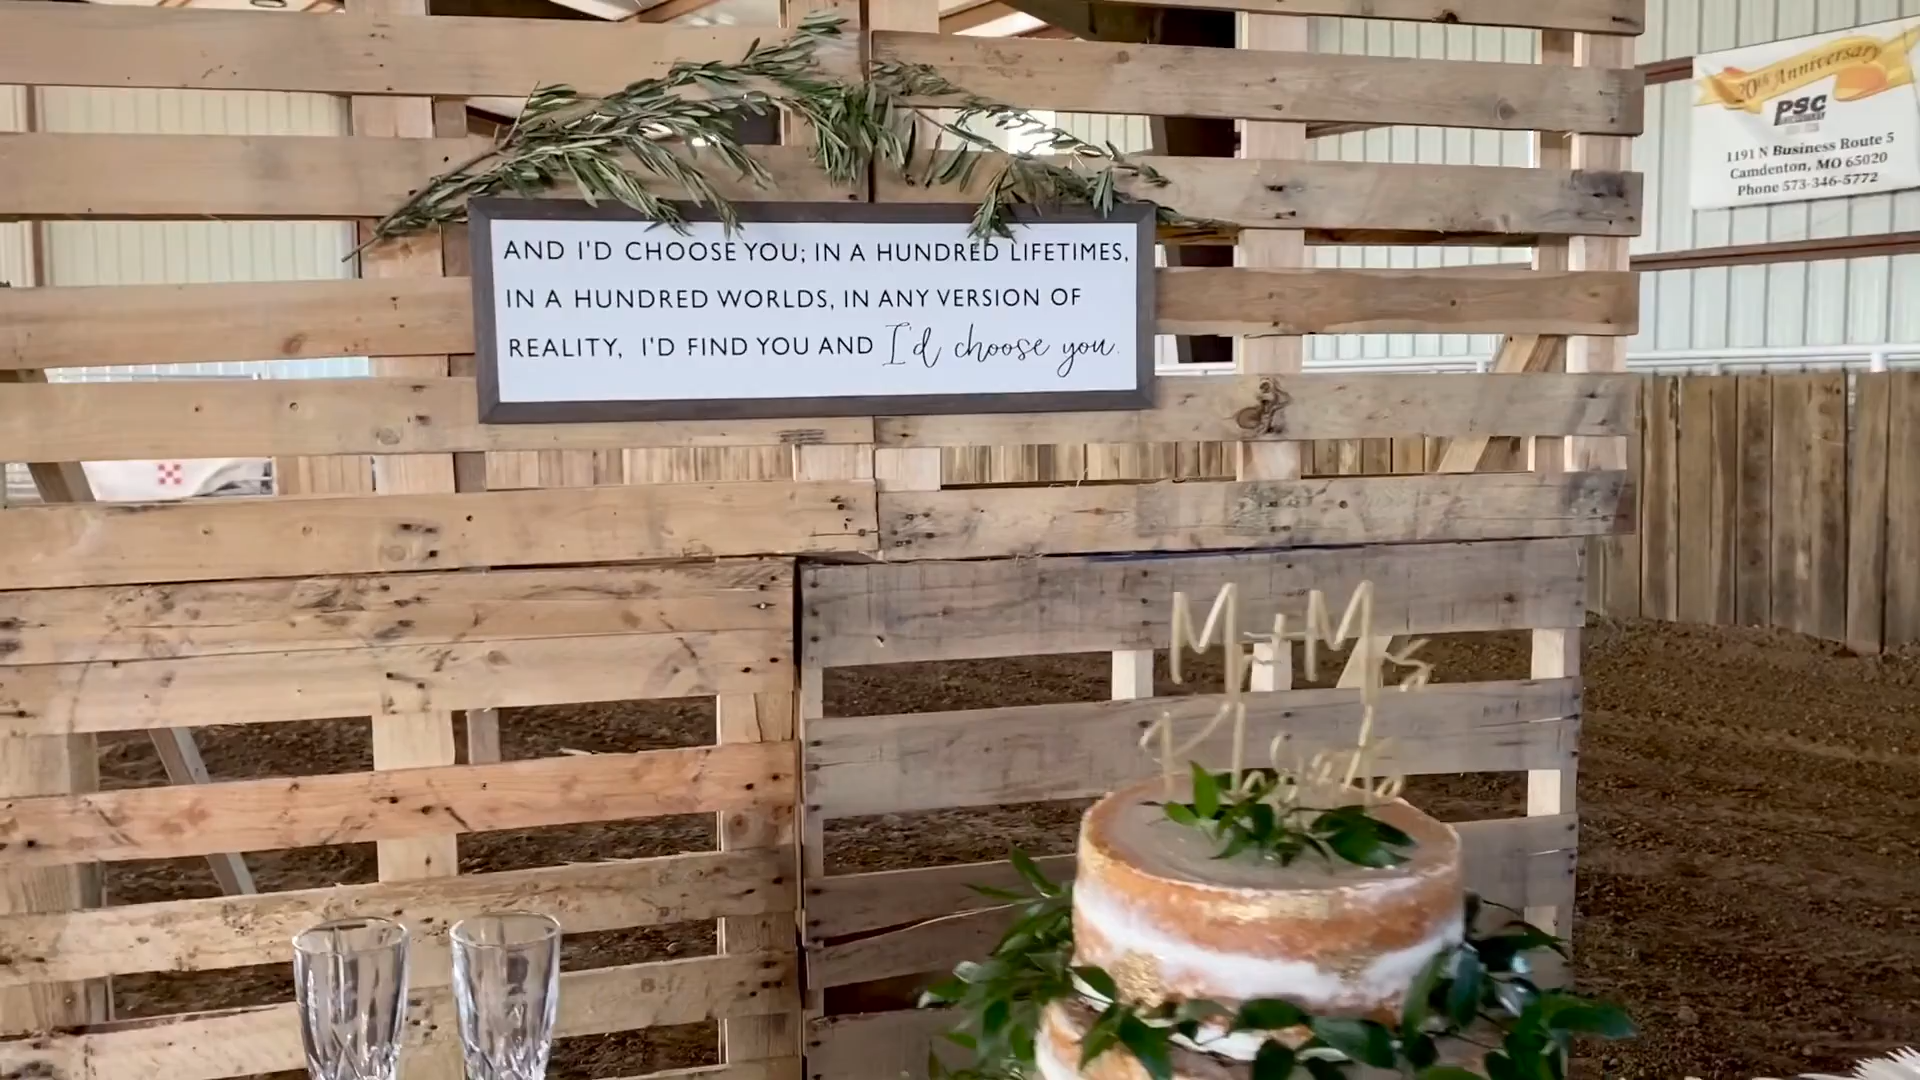 20th Anniversary
PSC
1191 N Business Route 5
Camdenton, MO 65020
Phone 573-346-5772
AND I'D CHOOSE YOU; IN A HUNDRED LIFETIMES,
IN A HUNDRED WORLDS, IN ANY VERSION OF
REALITY, I'D FIND YOU AND I'd choose you.
Mr + Mrs